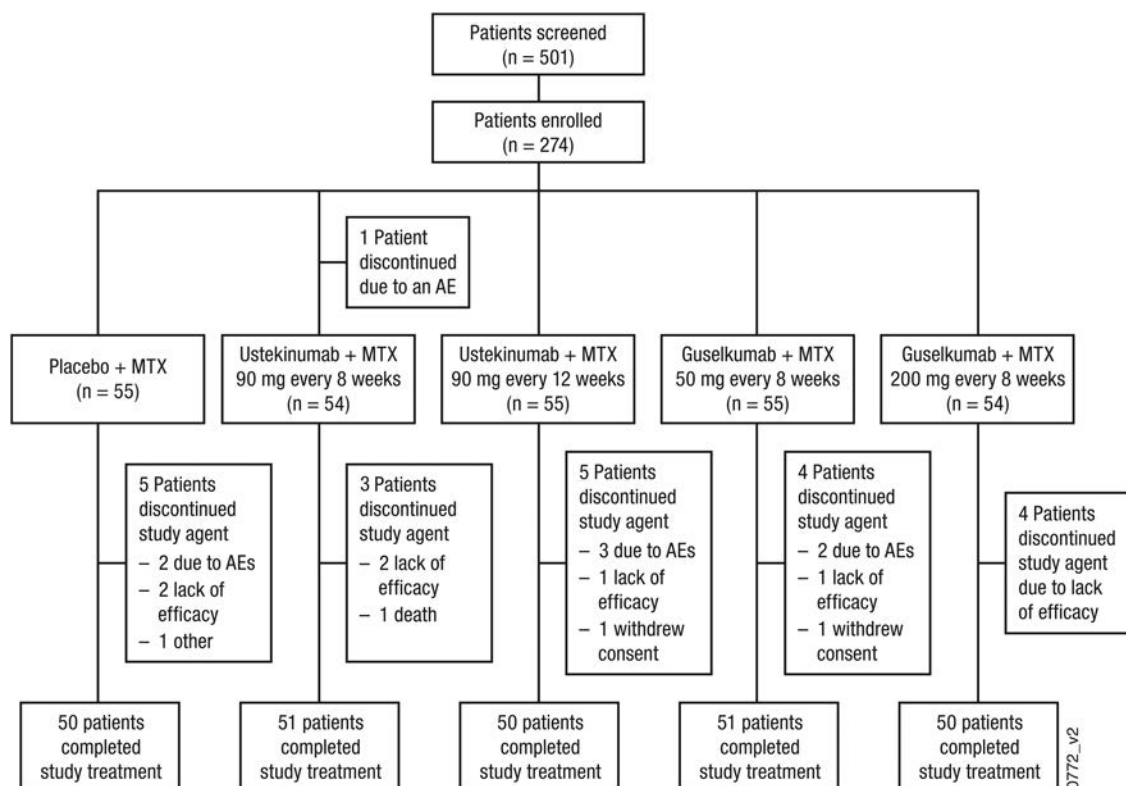 Patients screened
(n = 501)
Patients enrolled
(n = 274)
1 Patient
discontinued
due to an AE
Placebo + MTX
(n = 55)
Ustekinumab + MTX
90 mg every 8 weeks
(n = 54)
Ustekinumab + MTX
90 mg every 12 weeks
(n = 55)
Guselkumab + MTX
50 mg every 8 weeks
(n = 55)
Guselkumab + MTX
200 mg every 8 weeks
(n = 54)
5 Patients
discontinued
study agent
– 2 due to AEs
– 2 lack of
efficacy
– 1 other
3 Patients
discontinued
study agent
– 2 lack of
efficacy
– 1 death
5 Patients
discontinued
study agent
– 3 due to AEs
– 1 lack of
efficacy
– 1 withdrew
consent
4 Patients
discontinued
study agent
– 2 due to AEs
– 1 lack of
efficacy
– 1 withdrew
consent
4 Patients
discontinued
study agent
due to lack
of efficacy
50 patients
completed
study treatment
51 patients
completed
study treatment
50 patients
completed
study treatment
51 patients
completed
study treatment
50 patients
completed
study treatment
0772_v2